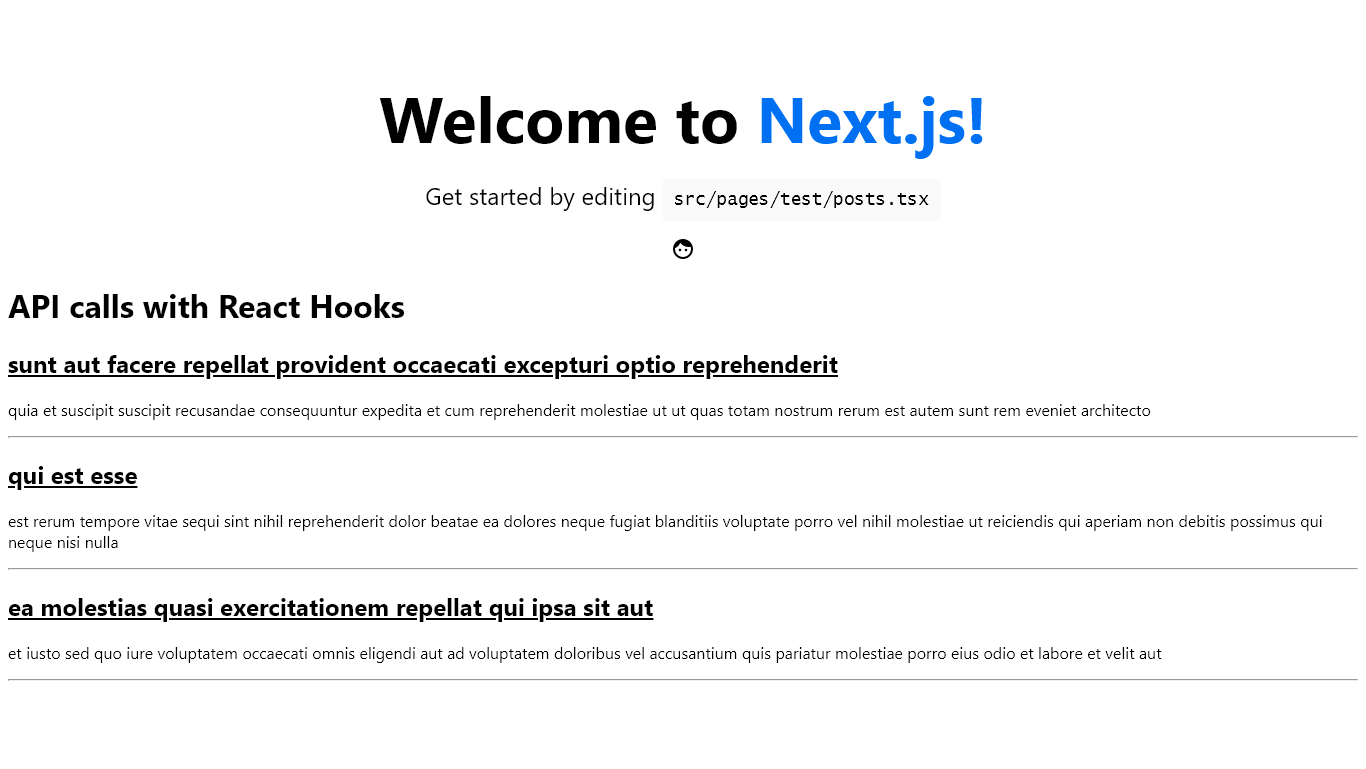 Welcome to Next.js!
Get started by editing src/pages/test/posts.tsx
API calls with React Hooks
sunt aut facere repellat provident occaecati excepturi optio reprehenderit
quia et suscipit suscipit recusandae consequuntur expedita et cum reprehenderit molestiae ut ut quas totam nostrum rerum est autem sunt rem eveniet architecto
qui est esse
est rerum tempore vitae sequi sint nihil reprehenderit dolor beatae ea dolores neque fugiat blanditiis voluptate porro vel nihil molestiae ut reiciendis qui aperiam non debitis possimus qui
neque nisi nulla
ea molestias quasi exercitationem repellat qui ipsa sit aut
et iusto sed quo iure voluptatem occaecati omnis eligendi aut ad voluptatem doloribus vel accusantium quis pariatur molestiae porro eius odio et labore et velit aut